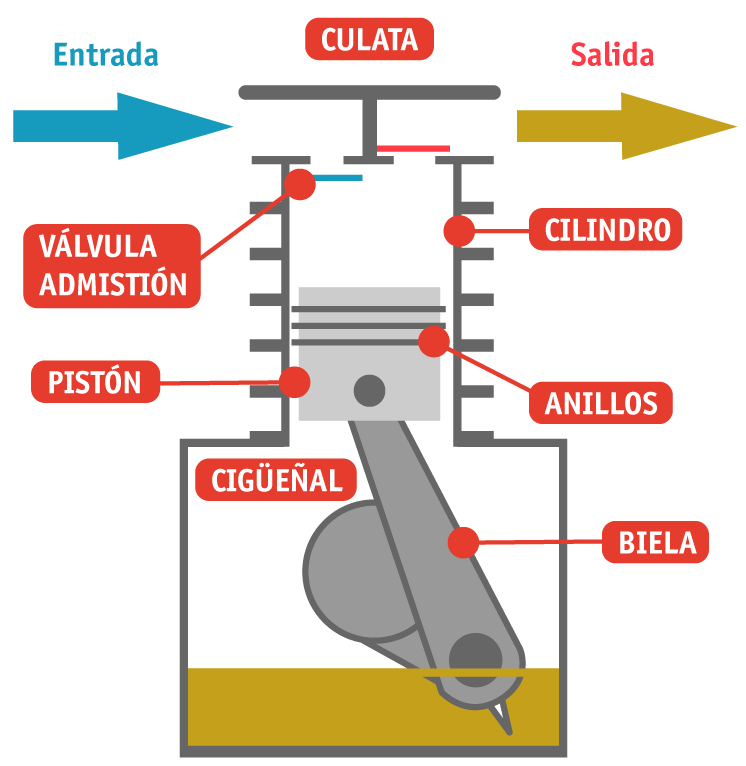 CULATA
Entrada
Salida
VÁLVULA
ADMISTIÓN
CILINDRO
PISTÓN
ANILLOS
CIGÜEÑAL
BIELA